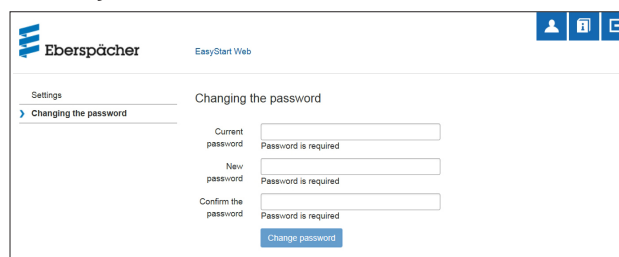 Eberspächer
EasyStart Web
Settings
Changing the password
Changing the password
Current
password
Password is required
New
password
Password is required
Confirm the
password
Password is required
Change password